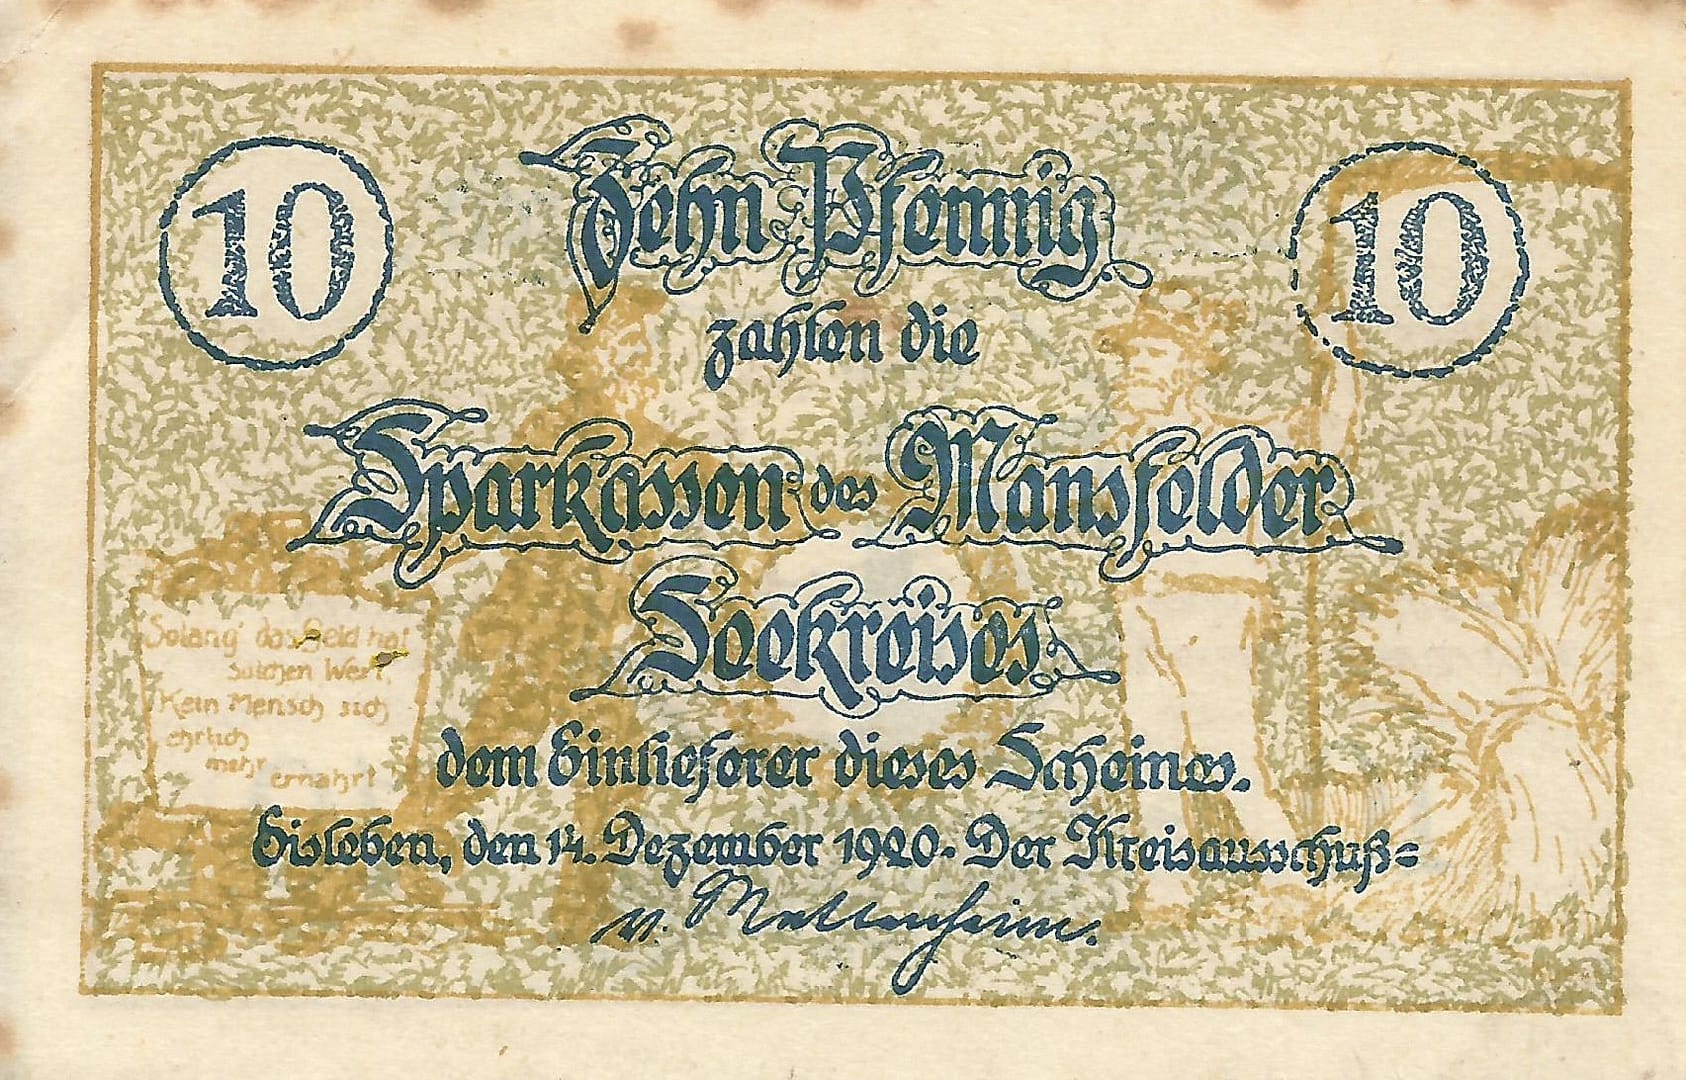 10
Zehn Pfennig
10
zahlen die
Sparkassen des Mansfelder
Seekreises
Solang' das Geld hat
solchen Wert,
Kein Mensch sich
ehrlich
mehr ernährt
dem Einlieferer dieses Scheines.
Eisleben, den 14. Dezember 1920. Der Kreisausschuß=
v.